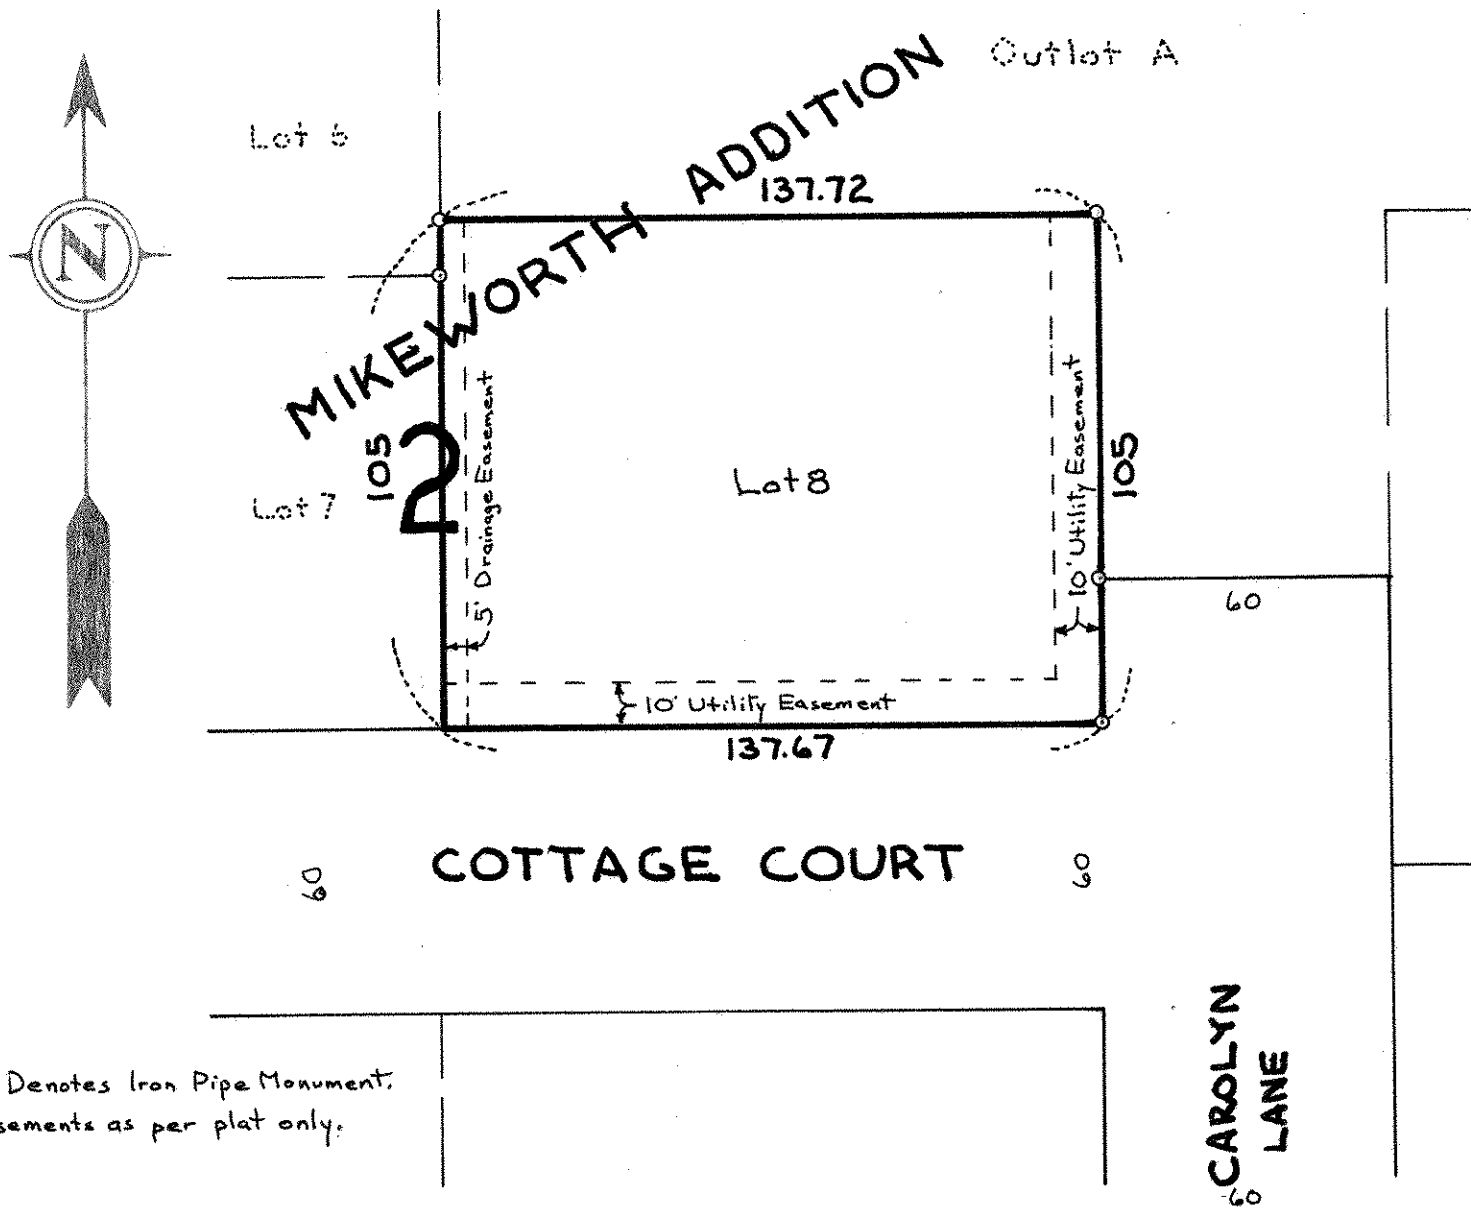 Outlot A
MIKEWORTH ADDITION
Lot 6
137.72
N
105
2
Lot 7
5' Drainage Easement
Lot 8
10' Utility Easement
105
60
10' Utility Easement
137.67
60
COTTAGE COURT
60
CAROLYN
LANE
60
Denotes Iron Pipe Monument.
sements as per plat only.